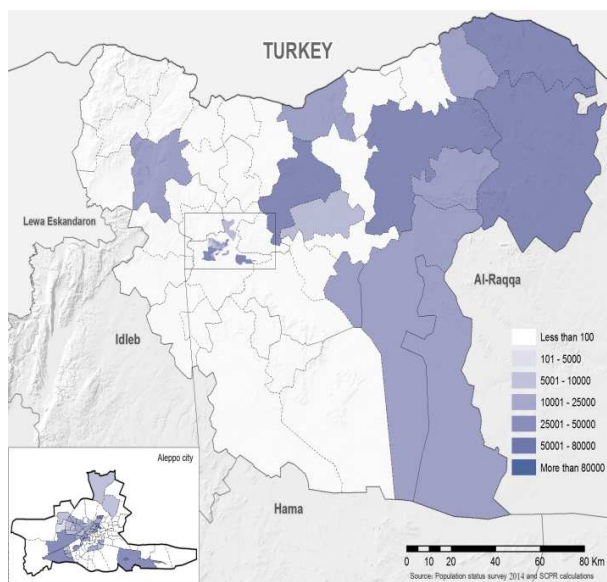 TURKEY
Lewa Eskandaron
Al-Raqqa
Idleb
Less than 100
101 - 5000
5001 - 10000
10001 - 25000
25001 - 50000
50001 - 80000
More than 80000
Aleppo city
Hama
0 10 20 40 60 80 Km
Source: Population status survey 2014 and SCPR calculations